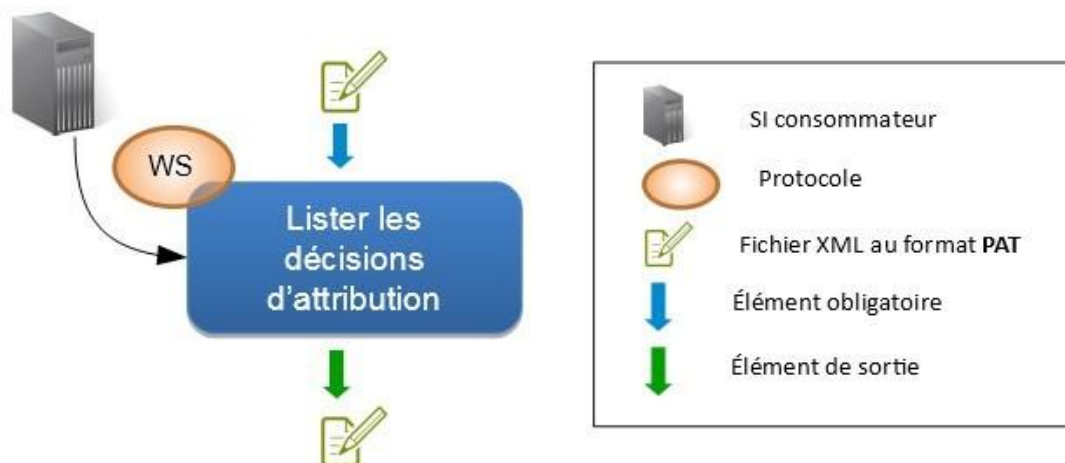 WS
Lister les
décisions
d'attribution
SI consommateur
Protocole
Fichier XML au format PAT
Élément obligatoire
Élément de sortie